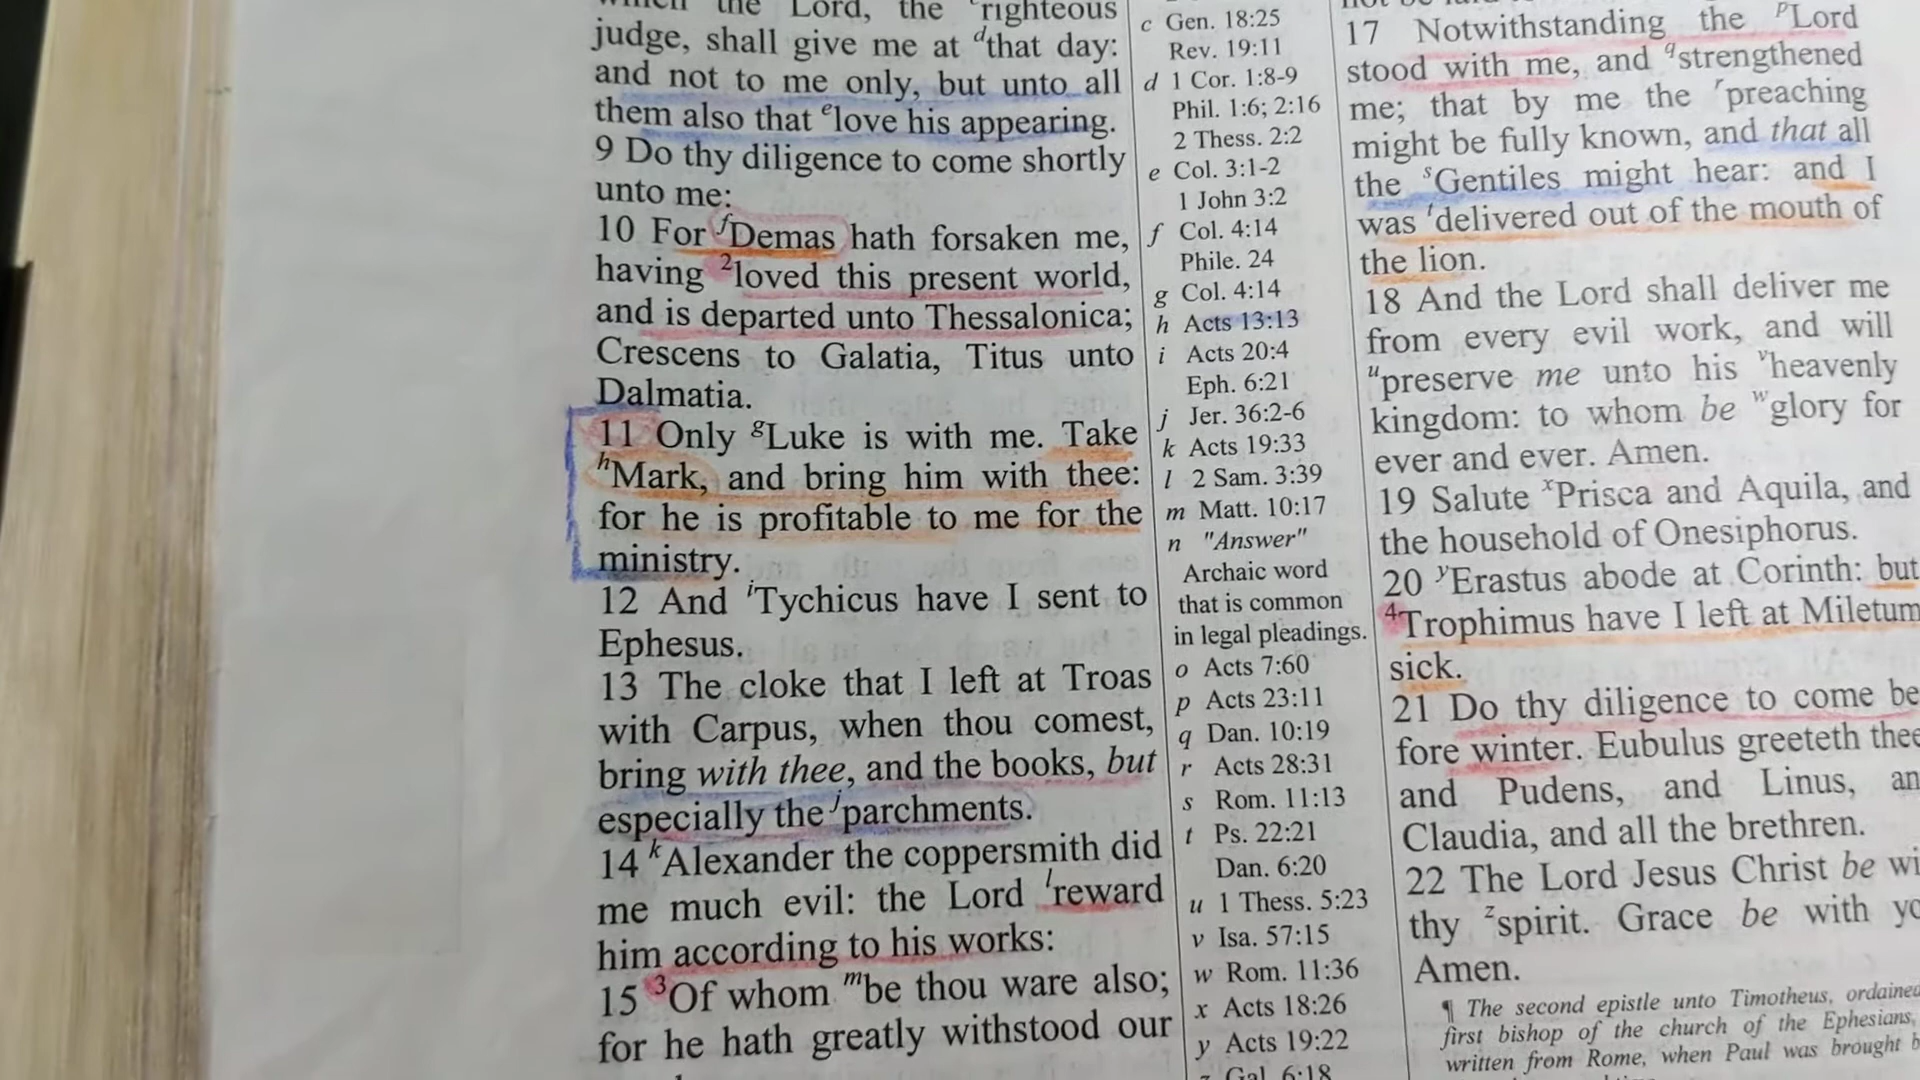 which the Lord, the righteous
judge, shall give me at dthat day:
and not to me only, but unto all
them also that elove his appearing.
9 Do thy diligence to come shortly
unto me:
10 For fDemas hath forsaken me,
having 2loved this present world,
and is departed unto Thessalonica;
Crescens to Galatia, Titus unto
Dalmatia.
11 Only gLuke is with me. Take
hMark, and bring him with thee:
for he is profitable to me for the
ministry.
12 And iTychicus have I sent to
Ephesus.
13 The cloke that I left at Troas
with Carpus, when thou comest,
bring with thee, and the books, but
especially the jparchments.
14 kAlexander the coppersmith did
me much evil: the Lord lreward
him according to his works:
15 3Of whom mbe thou ware also;
for he hath greatly withstood our
c Gen. 18:25
Rev. 19:11
d 1 Cor. 1:8-9
Phil. 1:6; 2:16
2 Thess. 2:2
e Col. 3:1-2
1 John 3:2
f Col. 4:14
Phile. 24
g Col. 4:14
h Acts 13:13
i Acts 20:4
Eph. 6:21
j Jer. 36:2-6
k Acts 19:33
l 2 Sam. 3:39
m Matt. 10:17
n "Answer"
Archaic word
that is common
in legal pleadings.
o Acts 7:60
p Acts 23:11
q Dan. 10:19
r Acts 28:31
s Rom. 11:13
t Ps. 22:21
Dan. 6:20
u 1 Thess. 5:23
v Isa. 57:15
w Rom. 11:36
x Acts 18:26
y Acts 19:22
z Gal. 6:18
17 Notwithstanding the pLord
stood with me, and qstrengthened
me; that by me the rpreaching
might be fully known, and that all
the sGentiles might hear: and I
was tdelivered out of the mouth of
the lion.
18 And the Lord shall deliver me
from every evil work, and will
upreserve me unto his vheavenly
kingdom: to whom be wglory for
ever and ever. Amen.
19 Salute xPrisca and Aquila, and
the household of Onesiphorus.
20 yErastus abode at Corinth: but
4Trophimus have I left at Miletum
sick.
21 Do thy diligence to come be
fore winter. Eubulus greeteth thee
and Pudens, and Linus, an
Claudia, and all the brethren.
22 The Lord Jesus Christ be wi
thy zspirit. Grace be with yo
Amen.
¶ The second epistle unto Timotheus, ordained
first bishop of the church of the Ephesians,
written from Rome, when Paul was brought b